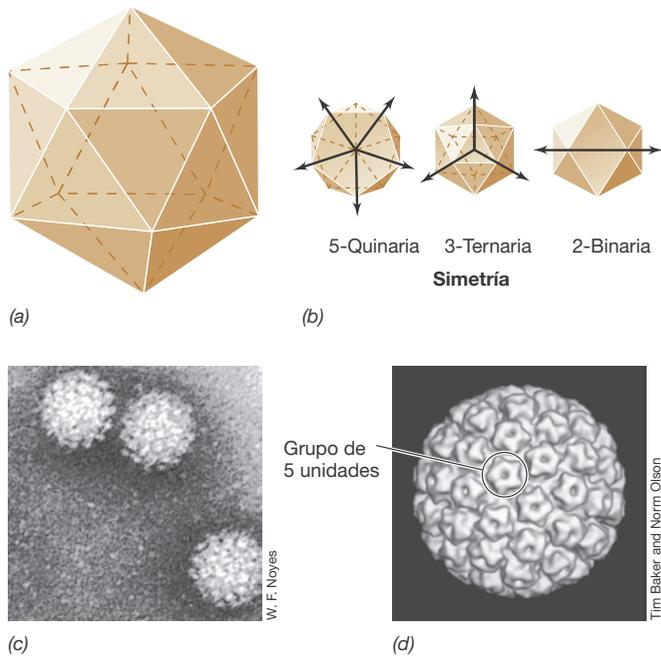 5-Quinaria 3-Ternaria 2-Binaria
Simetría
(a)
(b)
Grupo de
5 unidades
W. F. Noyes
Tim Baker and Norm Olson
(c)
(d)